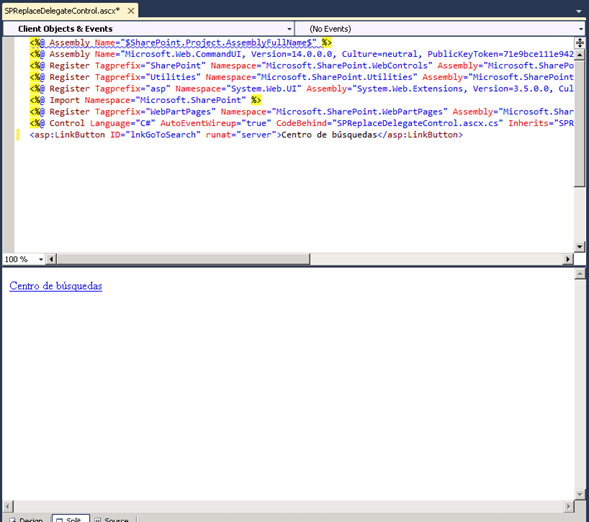 SPReplaceDelegateControl.ascx*
Client Objects & Events (No Events)
<%@ Assembly Name="$SharePoint.Project.AssemblyFullName$" %>
<%@ Assembly Name="Microsoft.Web.CommandUI, Version=14.0.0.0, Culture=neutral, PublicKeyToken=71e9bce111e942
<%@ Register Tagprefix="SharePoint" Namespace="Microsoft.SharePoint.WebControls" Assembly="Microsoft.SharePo
<%@ Register Tagprefix="Utilities" Namespace="Microsoft.SharePoint.Utilities" Assembly="Microsoft.SharePoin
<%@ Register Tagprefix="asp" Namespace="System.Web.UI" Assembly="System.Web.Extensions, Version=3.5.0.0, Cul
<%@ Import Namespace="Microsoft.SharePoint" %>
<%@ Register Tagprefix="WebPartPages" Namespace="Microsoft.SharePoint.WebPartPages" Assembly="Microsoft.Shar
<%@ Control Language="C#" AutoEventWireup="true" CodeBehind="SPReplaceDelegateControl.ascx.cs" Inherits="SPR
<asp:LinkButton ID="lnkGoToSearch" runat="server">Centro de búsquedas</asp:LinkButton>
100 %
Centro de búsquedas
Design Split Source